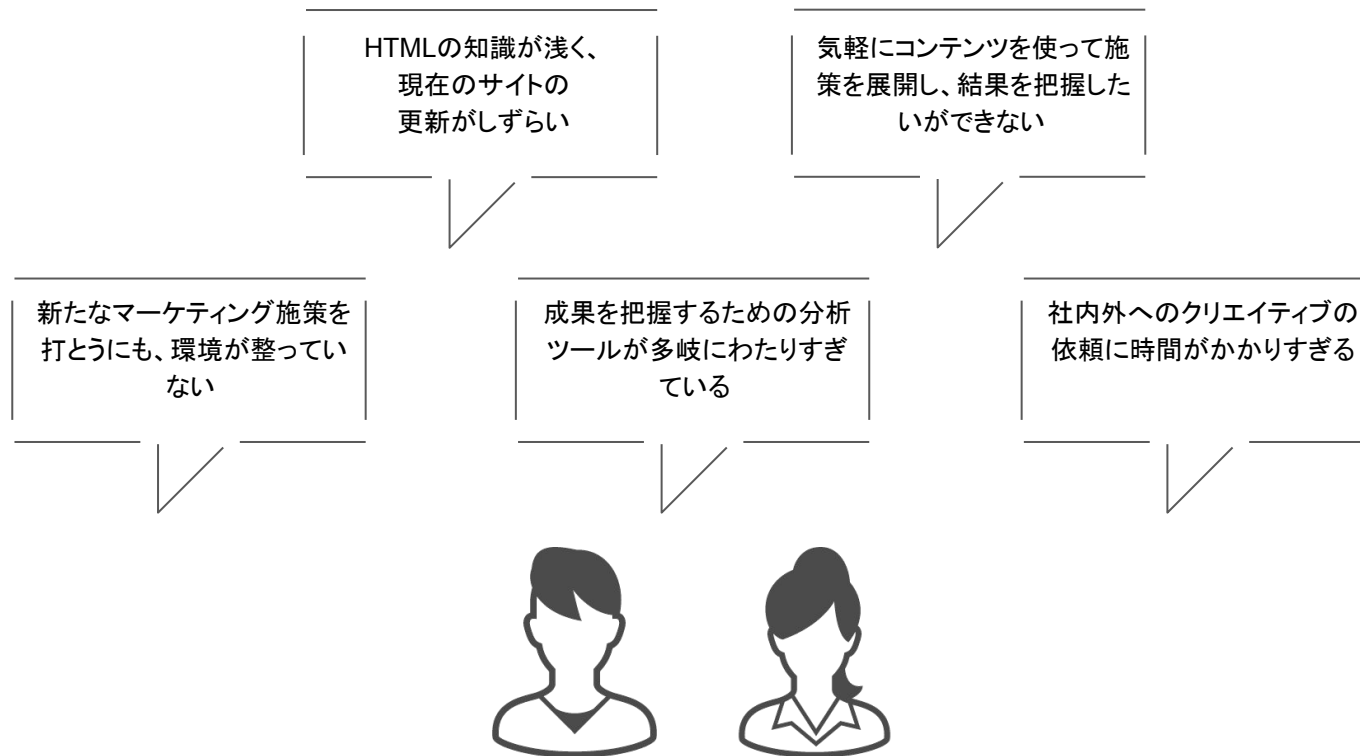 HTMLの知識が浅く、
現在のサイトの
更新がしずらい
気軽にコンテンツを使って施
策を展開し、結果を把握した
いができない
新たなマーケティング施策を
打とうにも、環境が整ってい
ない
成果を把握するための分析
ツールが多岐にわたりすぎ
ている
社内外へのクリエイティブの
依頼に時間がかかりすぎる